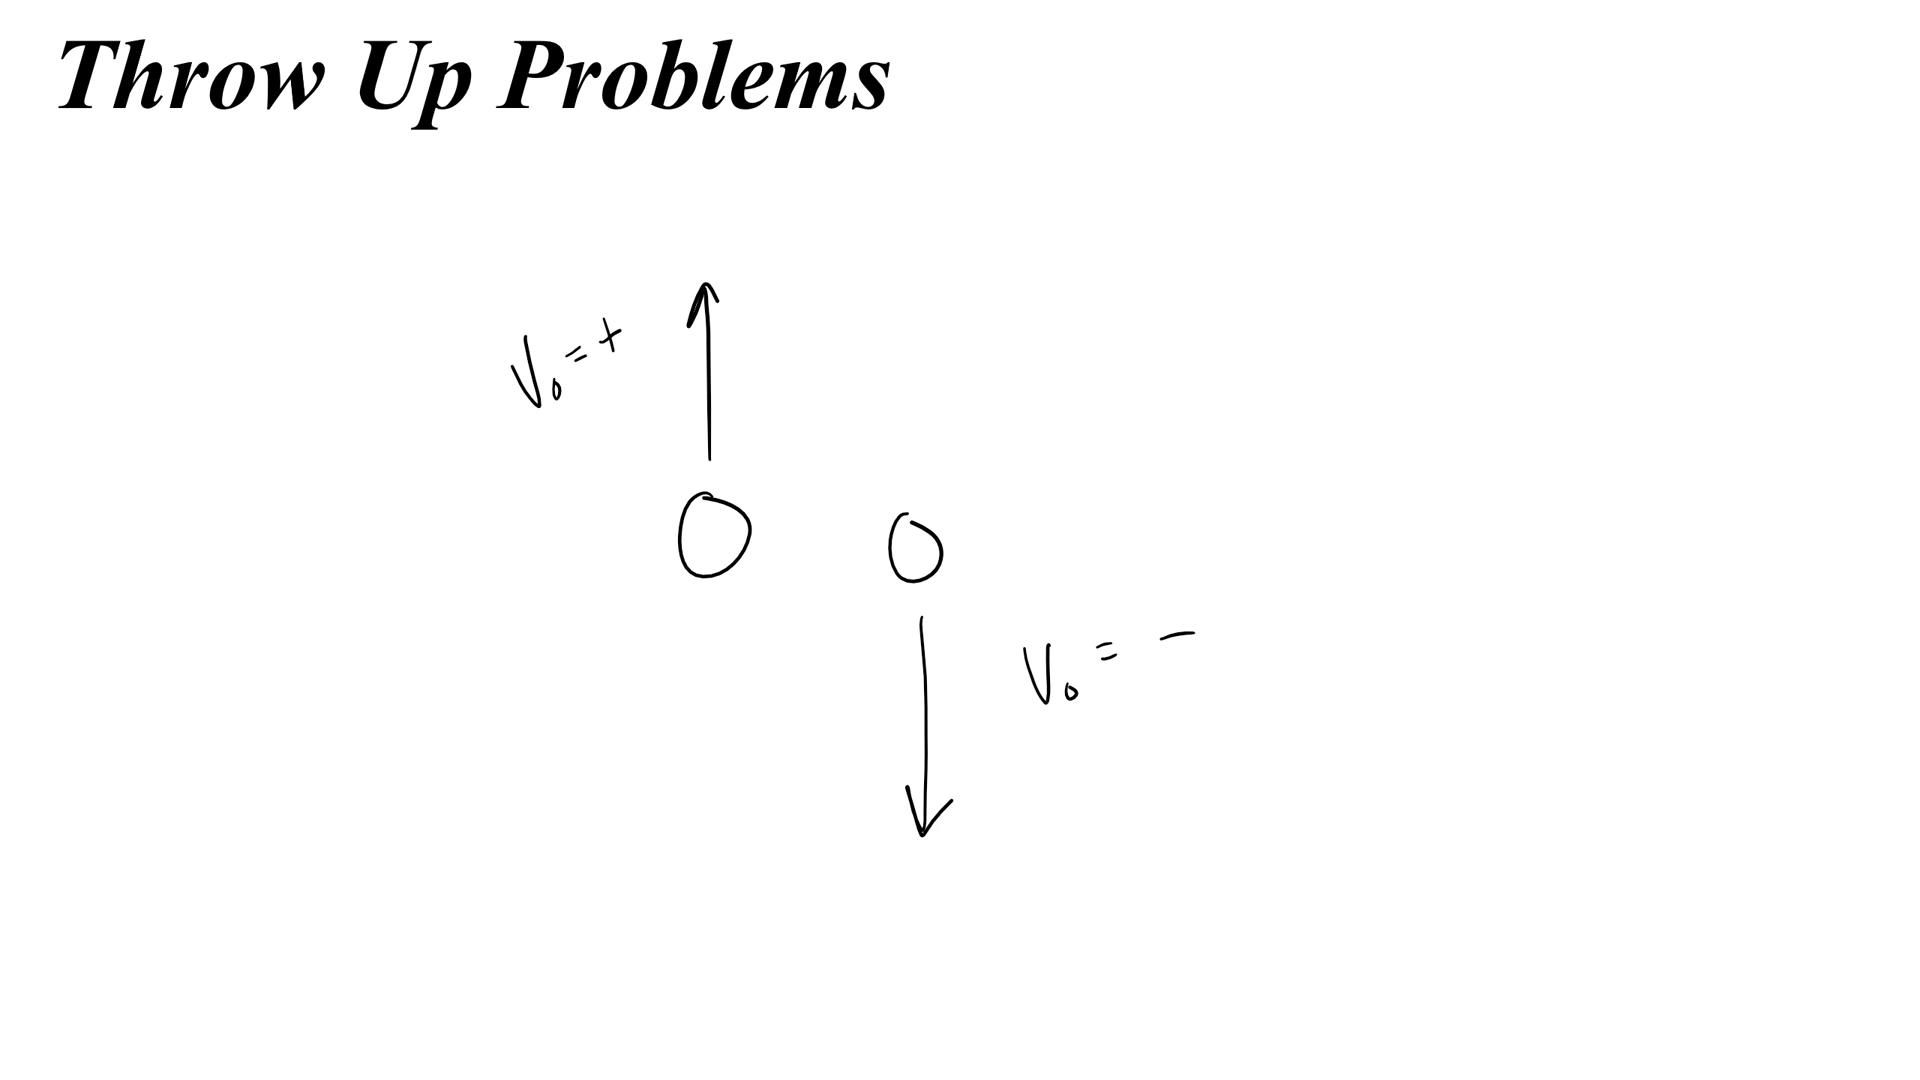 Throw Up Problems
V₀ = +
V₀ = -